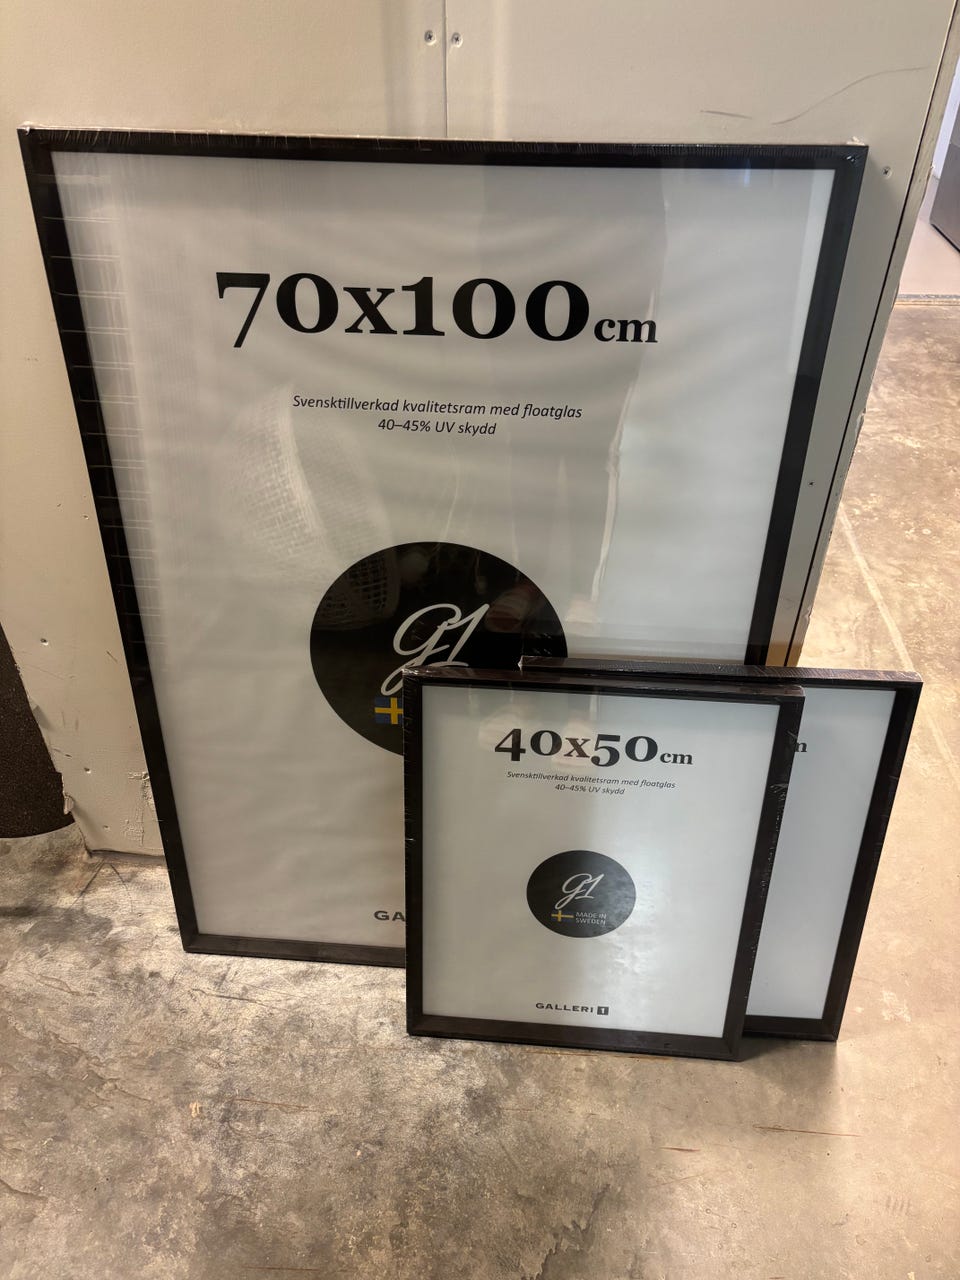 70x100cm
Svensktillverkad kvalitetsram med floatglas
40–45% UV skydd
g1
GA
40x50cm
Svensktillverkad kvalitetsram med floatglas
40–45% UV skydd
g1
MADE IN
SWEDEN
GALLERI 1
m